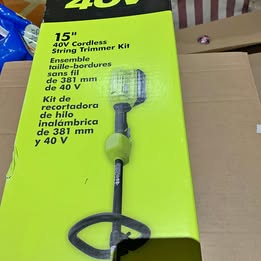 40V
15"
40V Cordless
String Trimmer Kit
Ensemble
taille-bordures
sans fil
de 381 mm
de 40 V
Kit de
recortadora
de hilo
inalámbrica
de 381 mm
y 40 V